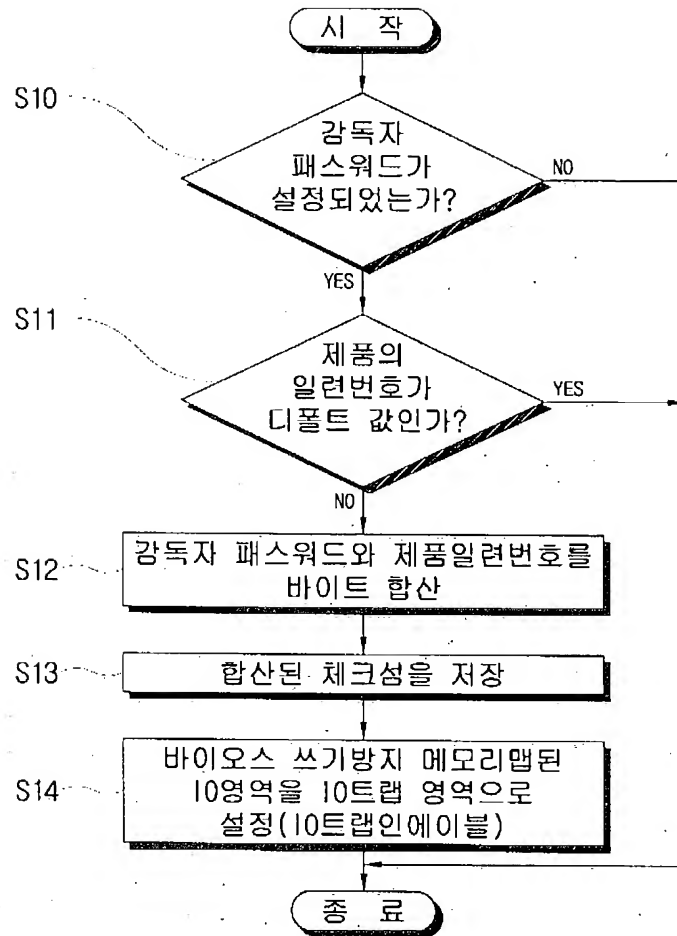 시 작
S10
감독자
패스워드가
설정되었는가?
NO
YES
S11
제품의
일련번호가
디폴트 값인가?
YES
NO
S12
감독자 패스워드와 제품일련번호를
바이트 합산
S13
합산된 체크섬을 저장
S14
바이오스 쓰기방지 메모리맵된
IO영역을 IO트랩 영역으로
설정(IO트랩인에이블)
종 료